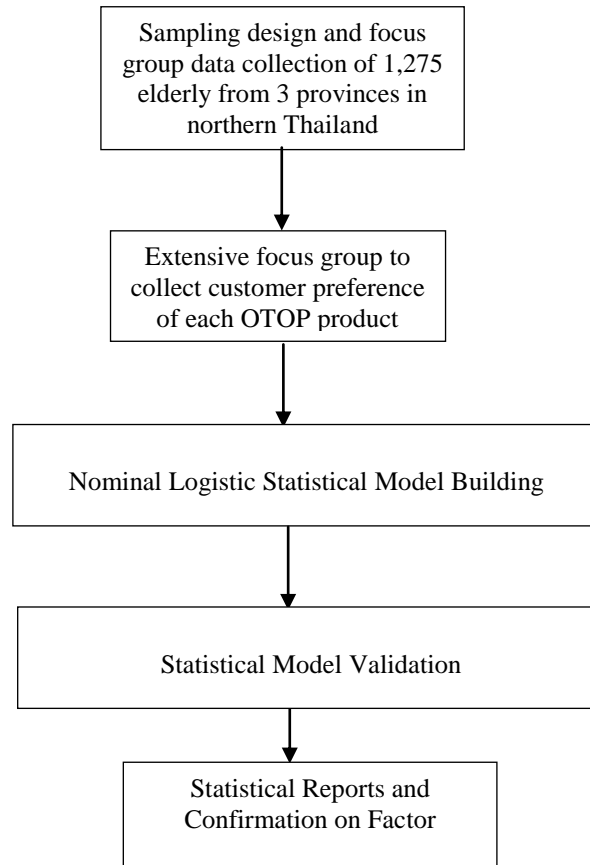 Sampling design and focus
group data collection of 1,275
elderly from 3 provinces in
northern Thailand
Extensive focus group to
collect customer preference
of each OTOP product
Nominal Logistic Statistical Model Building
Statistical Model Validation
Statistical Reports and
Confirmation on Factor